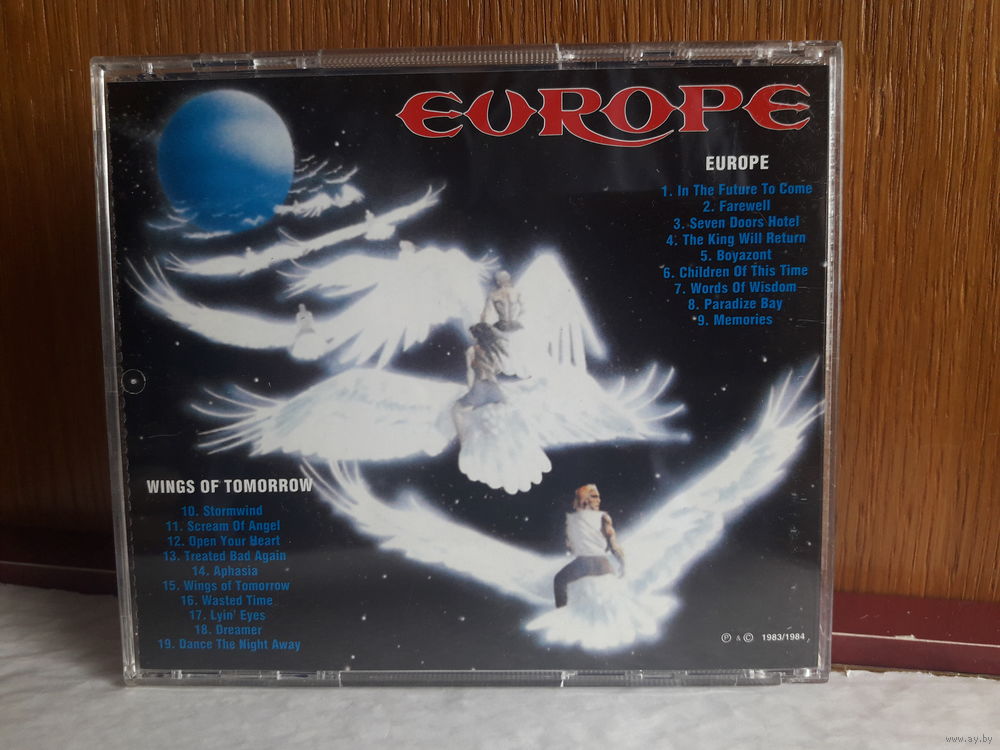 EUROPE
EUROPE
1. In The Future To Come
2. Farewell
3. Seven Doors Hotel
4. The King Will Return
5. Boyazont
6. Children Of This Time
7. Words Of Wisdom
8. Paradize Bay
9. Memories
WINGS OF TOMORROW
10. Stormwind
11. Scream Of Angel
12. Open Your Heart
13. Treated Bad Again
14. Aphasia
15. Wings of Tomorrow
16. Wasted Time
17. Lyin' Eyes
18. Dreamer
19. Dance The Night Away
℗ & © 1983/1984
www.ay.by